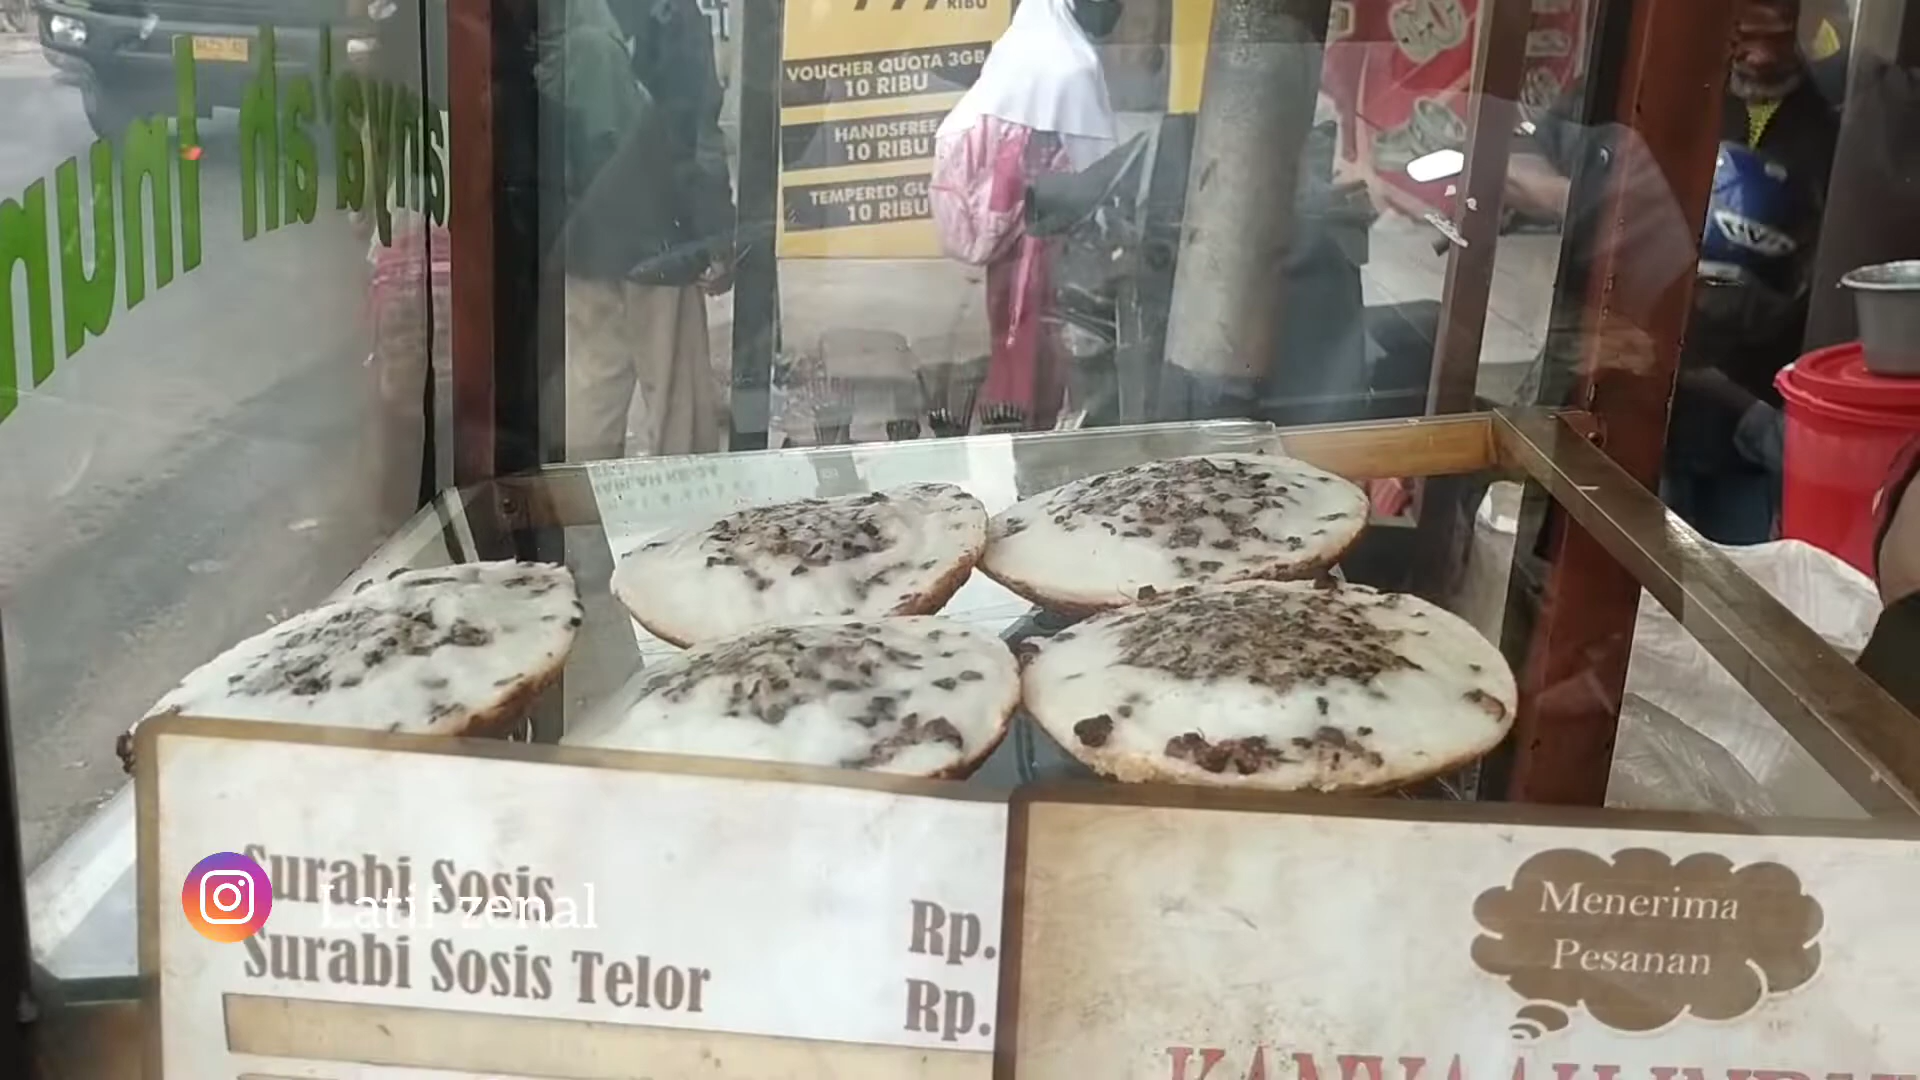 RIBU
VOUCHER QUOTA 3GB
10 RIBU
HANDSFREE
10 RIBU
TEMPERED GL
10 RIBU
Surabi Sosis
Rp.
Latif zenal
Surabi Sosis Telor
Rp.
Menerima
Pesanan